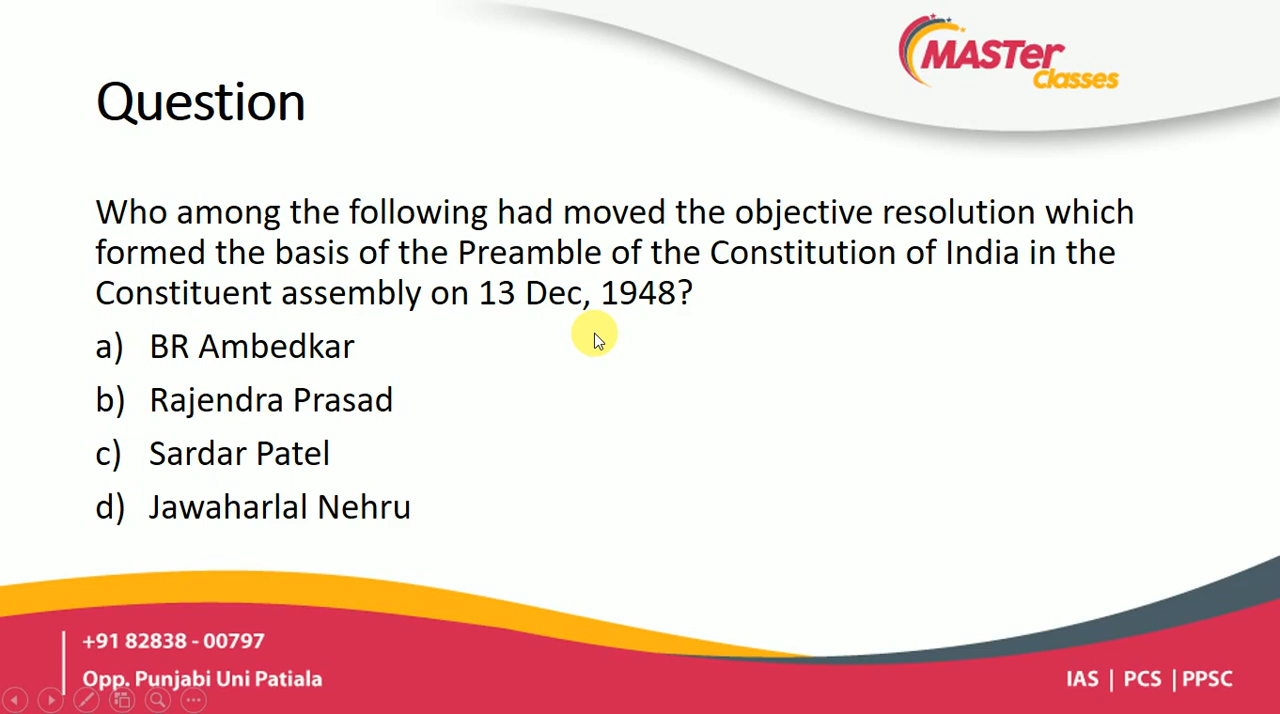 MASTer
Classes
Question
Who among the following had moved the objective resolution which
formed the basis of the Preamble of the Constitution of India in the
Constituent assembly on 13 Dec, 1948?
a) BR Ambedkar
b) Rajendra Prasad
c) Sardar Patel
d) Jawaharlal Nehru
+91 82838 - 00797
Opp. Punjabi Uni Patiala
IAS | PCS | PPSC